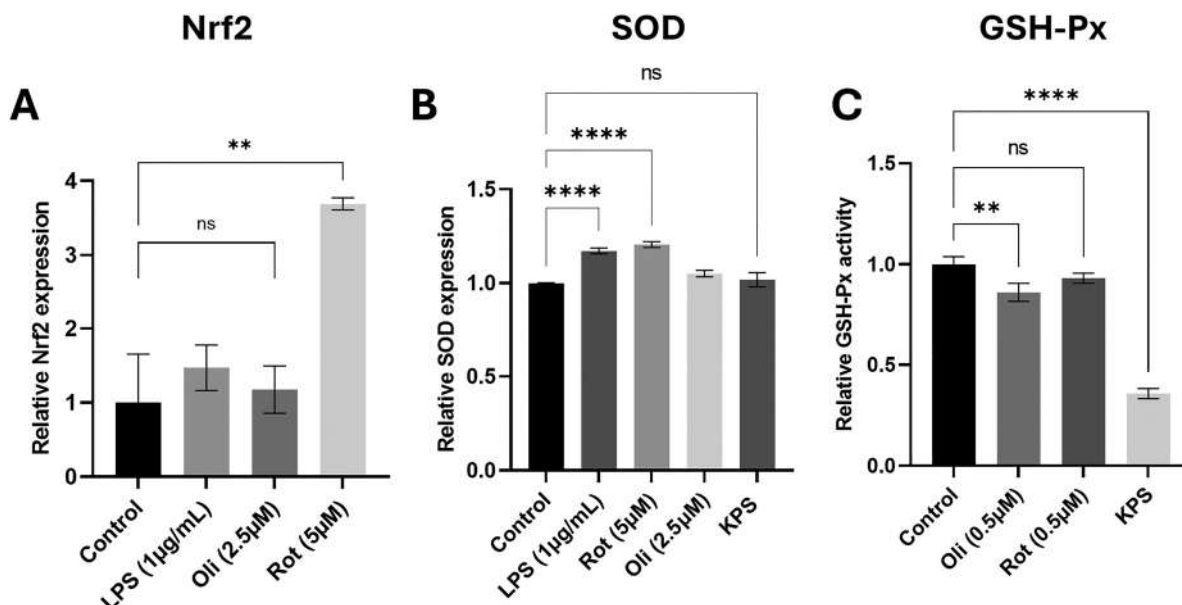 Nrf2
SOD
GSH-Px
A
**
ns
Relative Nrf2 expression
4
3
2
1
0
Control
LPS (1µg/mL)
Oli (2.5µM)
Rot (5µM)
B
ns
****
****
Relative SOD expression
1.5
1.0
0.5
0.0
Control
LPS (1µg/mL)
Rot (5µM)
Oli (2.5µM)
KPS
C
****
ns
**
Relative GSH-Px activity
1.5
1.0
0.5
0.0
Control
Oli (0.5µM)
Rot (0.5µM)
KPS